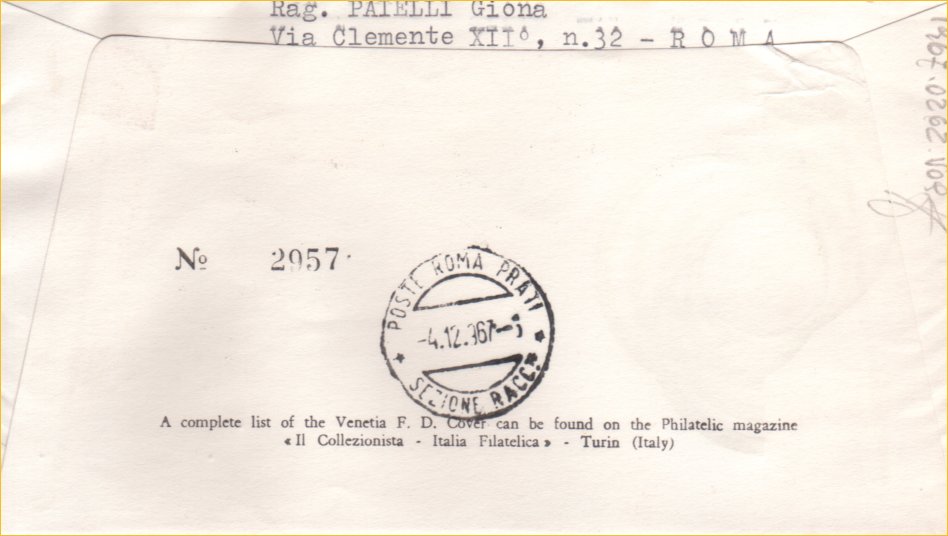 Rag. PATELLI Giona
Via Clemente XII°, n.32 - R O M A
№ 2957
POSTE ROMA PRATI
-4.12.967
SEZIONE RACC.
A complete list of the Venetia F. D. Cover can be found on the Philatelic magazine
« Il Collezionista - Italia Filatelica » - Turin (Italy)